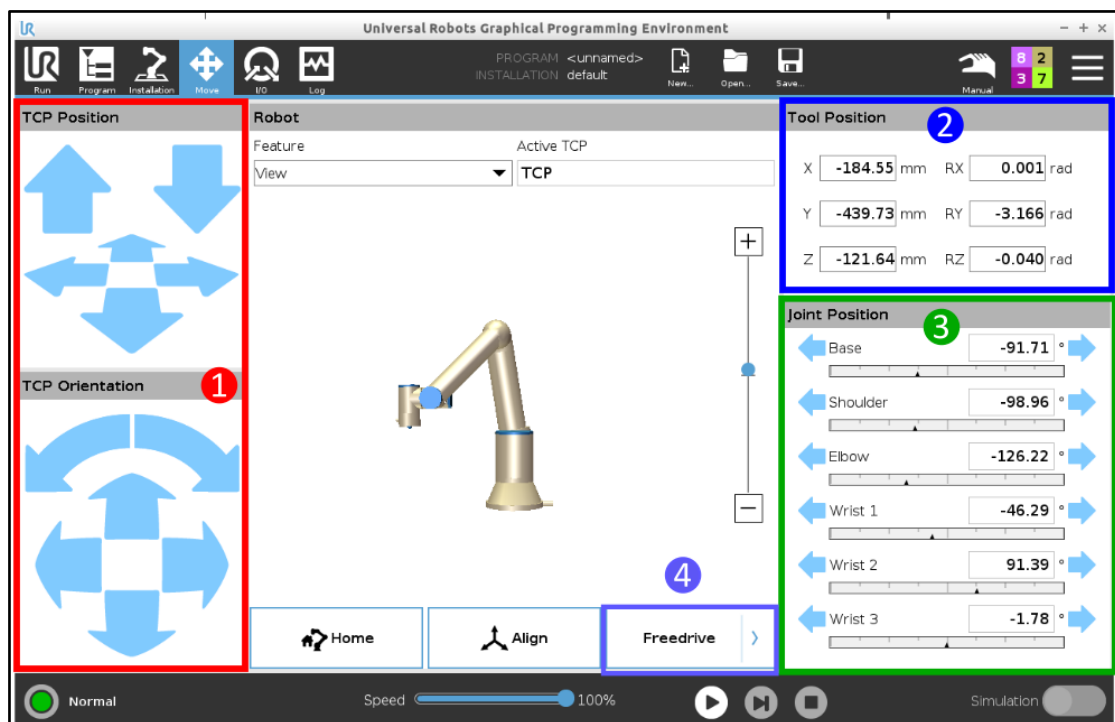 UR
Universal Robots Graphical Programming Environment
UR
Run
Program
Installation
Move
I/O
Log
PROGRAM <unnamed>
INSTALLATION default
New...
Open...
Save...
Manual
8 2
3 7
TCP Position
Robot
Tool Position
2
Feature
Active TCP
View
TCP
X -184.55 mm RX 0.001 rad
Y -439.73 mm RY -3.166 rad
Z -121.64 mm RZ -0.040 rad
+
−
Joint Position
3
Base -91.71 °
Shoulder -98.96 °
Elbow -126.22 °
Wrist 1 -46.29 °
Wrist 2 91.39 °
Wrist 3 -1.78 °
TCP Orientation
1
4
Home
Align
Freedrive
Normal
Speed 100%
Simulation